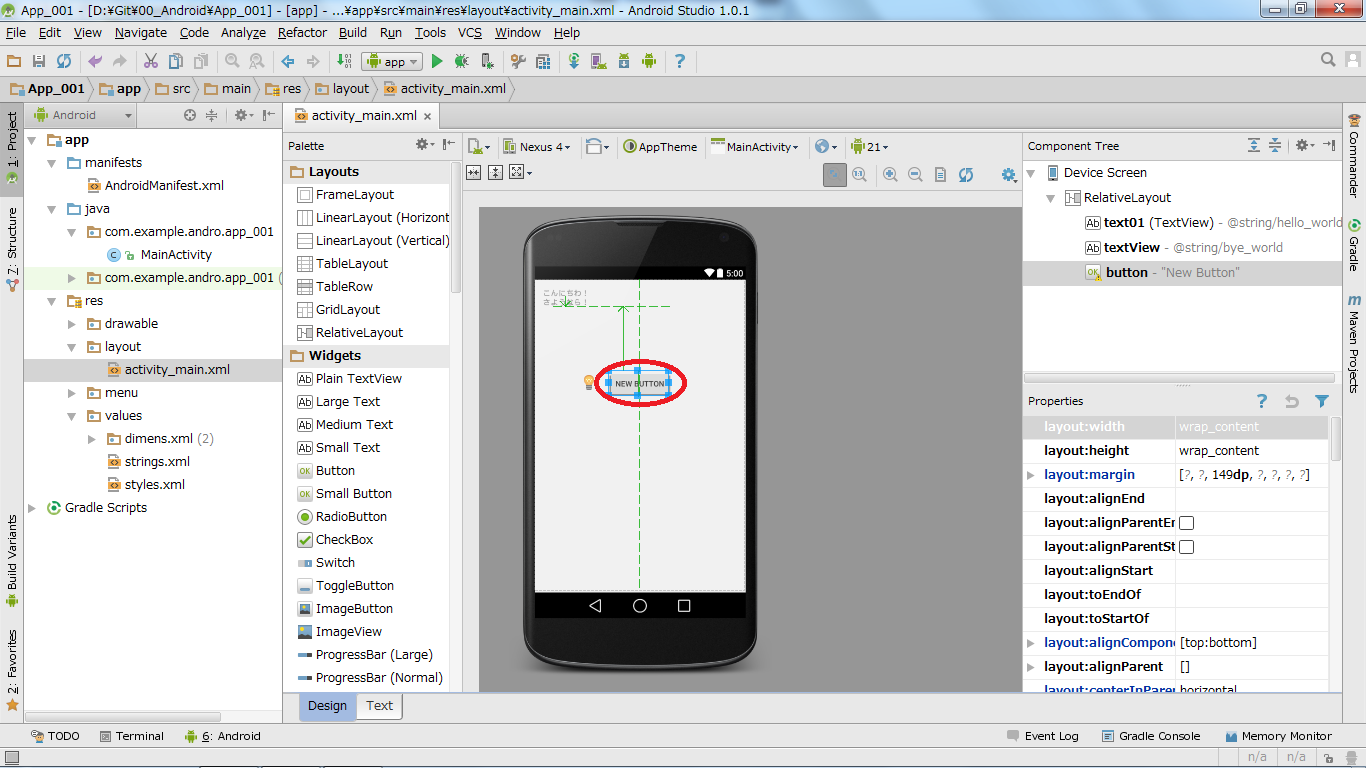 App_001 - [D:¥Git¥00_Android¥App_001] - [app] - ...¥app¥src¥main¥res¥layout¥activity_main.xml - Android Studio 1.0.1
File Edit View Navigate Code Analyze Refactor Build Run Tools VCS Window Help
app
App_001 app src main res layout activity_main.xml
1: Project
7: Structure
Build Variants
2: Favorites
Android
app
manifests
AndroidManifest.xml
java
com.example.andro.app_001
MainActivity
com.example.andro.app_001 (
res
drawable
layout
activity_main.xml
menu
values
dimens.xml (2)
strings.xml
styles.xml
Gradle Scripts
activity_main.xml
Palette
Layouts
FrameLayout
LinearLayout (Horizont
LinearLayout (Vertical)
TableLayout
TableRow
GridLayout
RelativeLayout
Widgets
Plain TextView
Large Text
Medium Text
Small Text
Button
Small Button
RadioButton
CheckBox
Switch
ToggleButton
ImageButton
ImageView
ProgressBar (Large)
ProgressBar (Normal)
Nexus 4 AppTheme MainActivity 21
5:00
こんにちわ!
さようなら!
NEW BUTTON
Design Text
Component Tree
Device Screen
RelativeLayout
text01 (TextView) - @string/hello_world
textView - @string/bye_world
button - "New Button"
Properties
layout:width wrap_content
layout:height wrap_content
layout:margin [?, ?, 149dp, ?, ?, ?, ?]
layout:alignEnd
layout:alignParentEn
layout:alignParentSt
layout:alignStart
layout:toEndOf
layout:toStartOf
layout:alignCompone [top:bottom]
layout:alignParent []
layout:centerInParen horizontal
Commander
Gradle
Maven Projects
TODO Terminal 6: Android Event Log Gradle Console Memory Monitor
n/a n/a